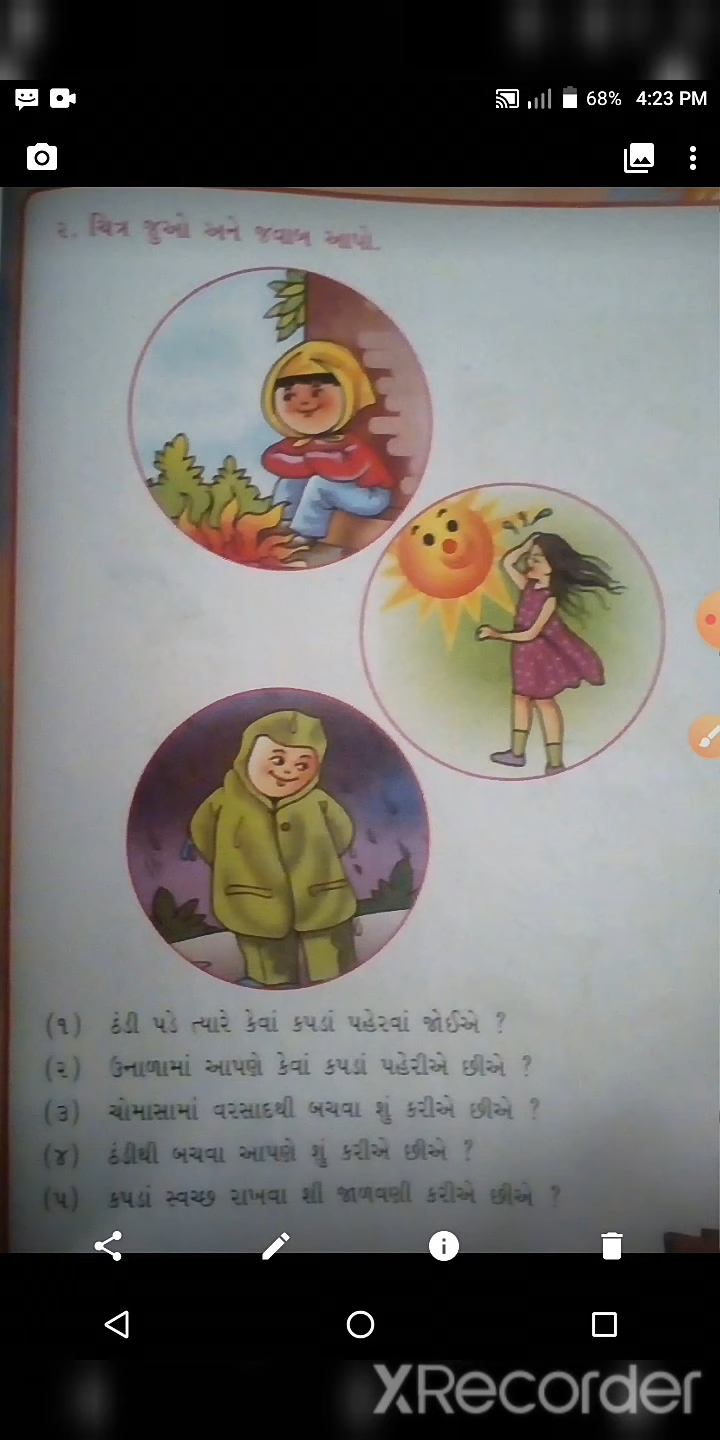 68% 4:23 PM
૨. ચિત્ર જુઓ અને જવાબ આપો.
(૧) ઠંડી પડે ત્યારે કેવાં કપડાં પહેરવાં જોઈએ ?
(૨) ઉનાળામાં આપણે કેવાં કપડાં પહેરીએ છીએ ?
(૩) ચોમાસામાં વરસાદથી બચવા શું કરીએ છીએ ?
(૪) ઠંડીથી બચવા આપણે શું કરીએ છીએ ?
(૫) કપડાં સ્વચ્છ રાખવા શી જાળવણી કરીએ છીએ ?
XRecorder